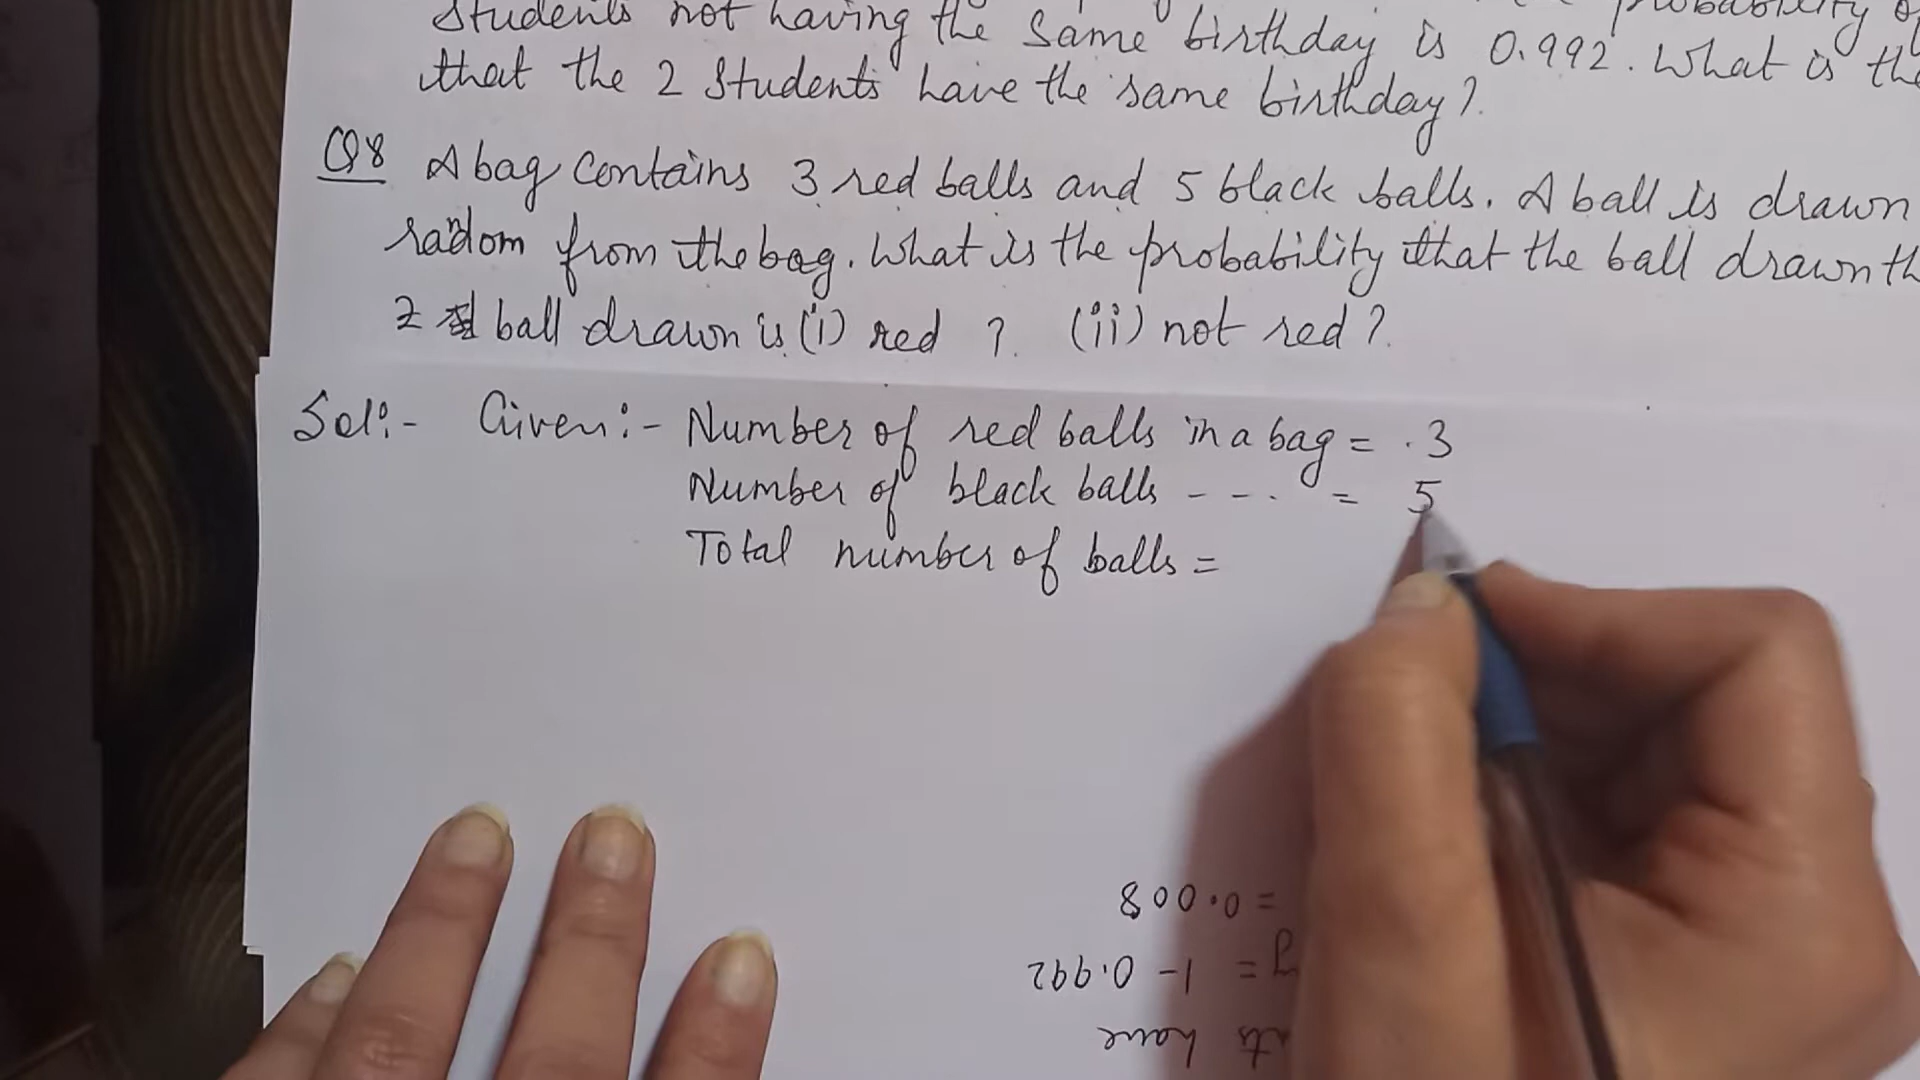 Students not having the same birthday is 0.992. What is the
that the 2 Students have the same birthday?
Q8 A bag contains 3 red balls and 5 black balls. A ball is drawn
random from the bag. What is the probability that the ball drawn th
ball drawn is (i) red ? (ii) not red ?
Sol:- Given:- Number of red balls in a bag = 3
Number of black balls - - - = 5
Total number of balls =
= 0.008
= 1 - 0.992
have